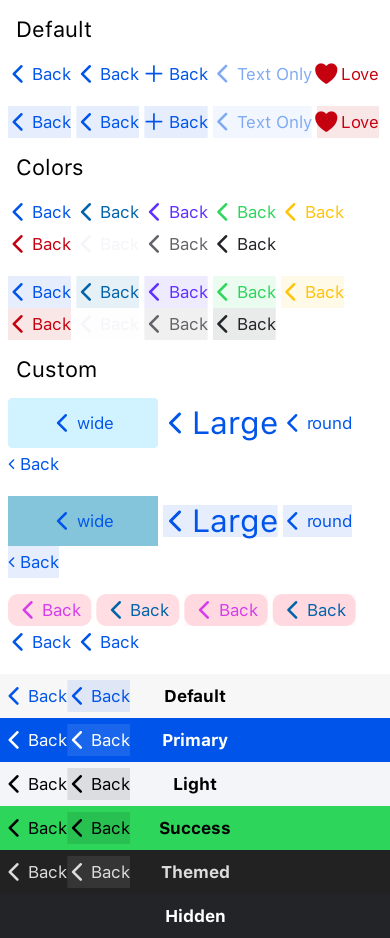 Default
Back Back Back Text Only Love
Back Back Back Text Only Love
Colors
Back Back Back Back Back
Back Back Back Back
Back Back Back Back Back
Back Back Back Back
Custom
wide Large round
Back
wide Large round
Back
Back Back Back Back
Back Back
Back Back Default
Back Back Primary
Back Back Light
Back Back Success
Back Back Themed
Hidden